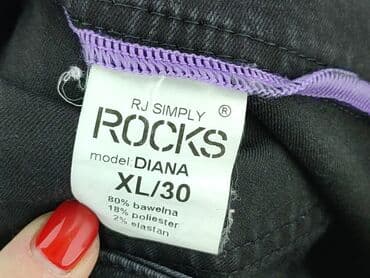 RJ SIMPLY ®
ROCKS
model: DIANA
XL/30
80% bawełna
18% poliester
2% elastan